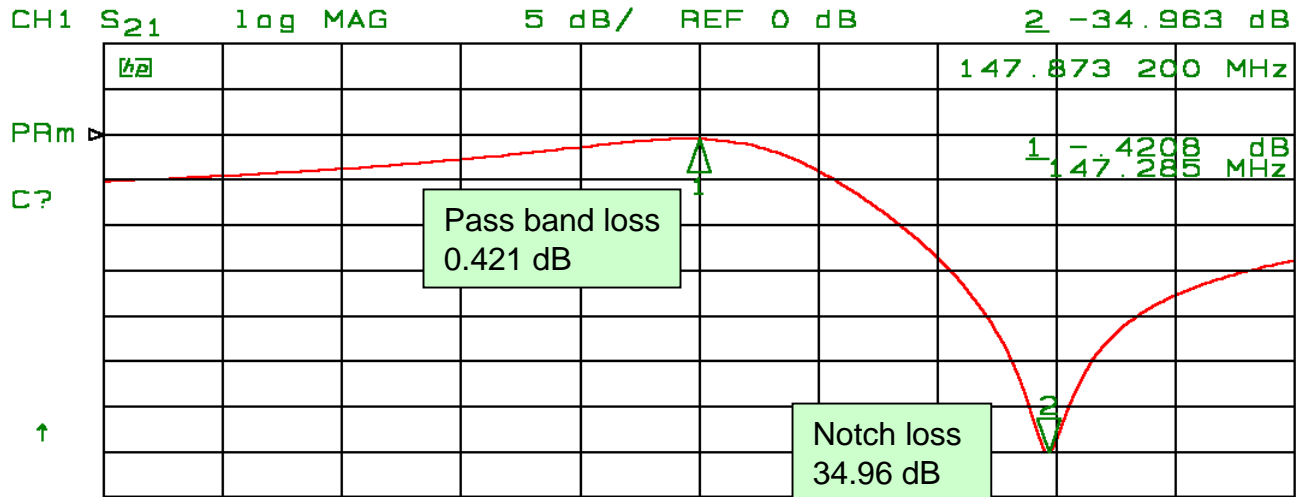 CH1 S21 log MAG 5 dB/ REF 0 dB 2 -34.963 dB
hp 147.873 200 MHz
PRm
1 -.4208 dB
147.285 MHz
C?
1
Pass band loss
0.421 dB
2
↑
Notch loss
34.96 dB